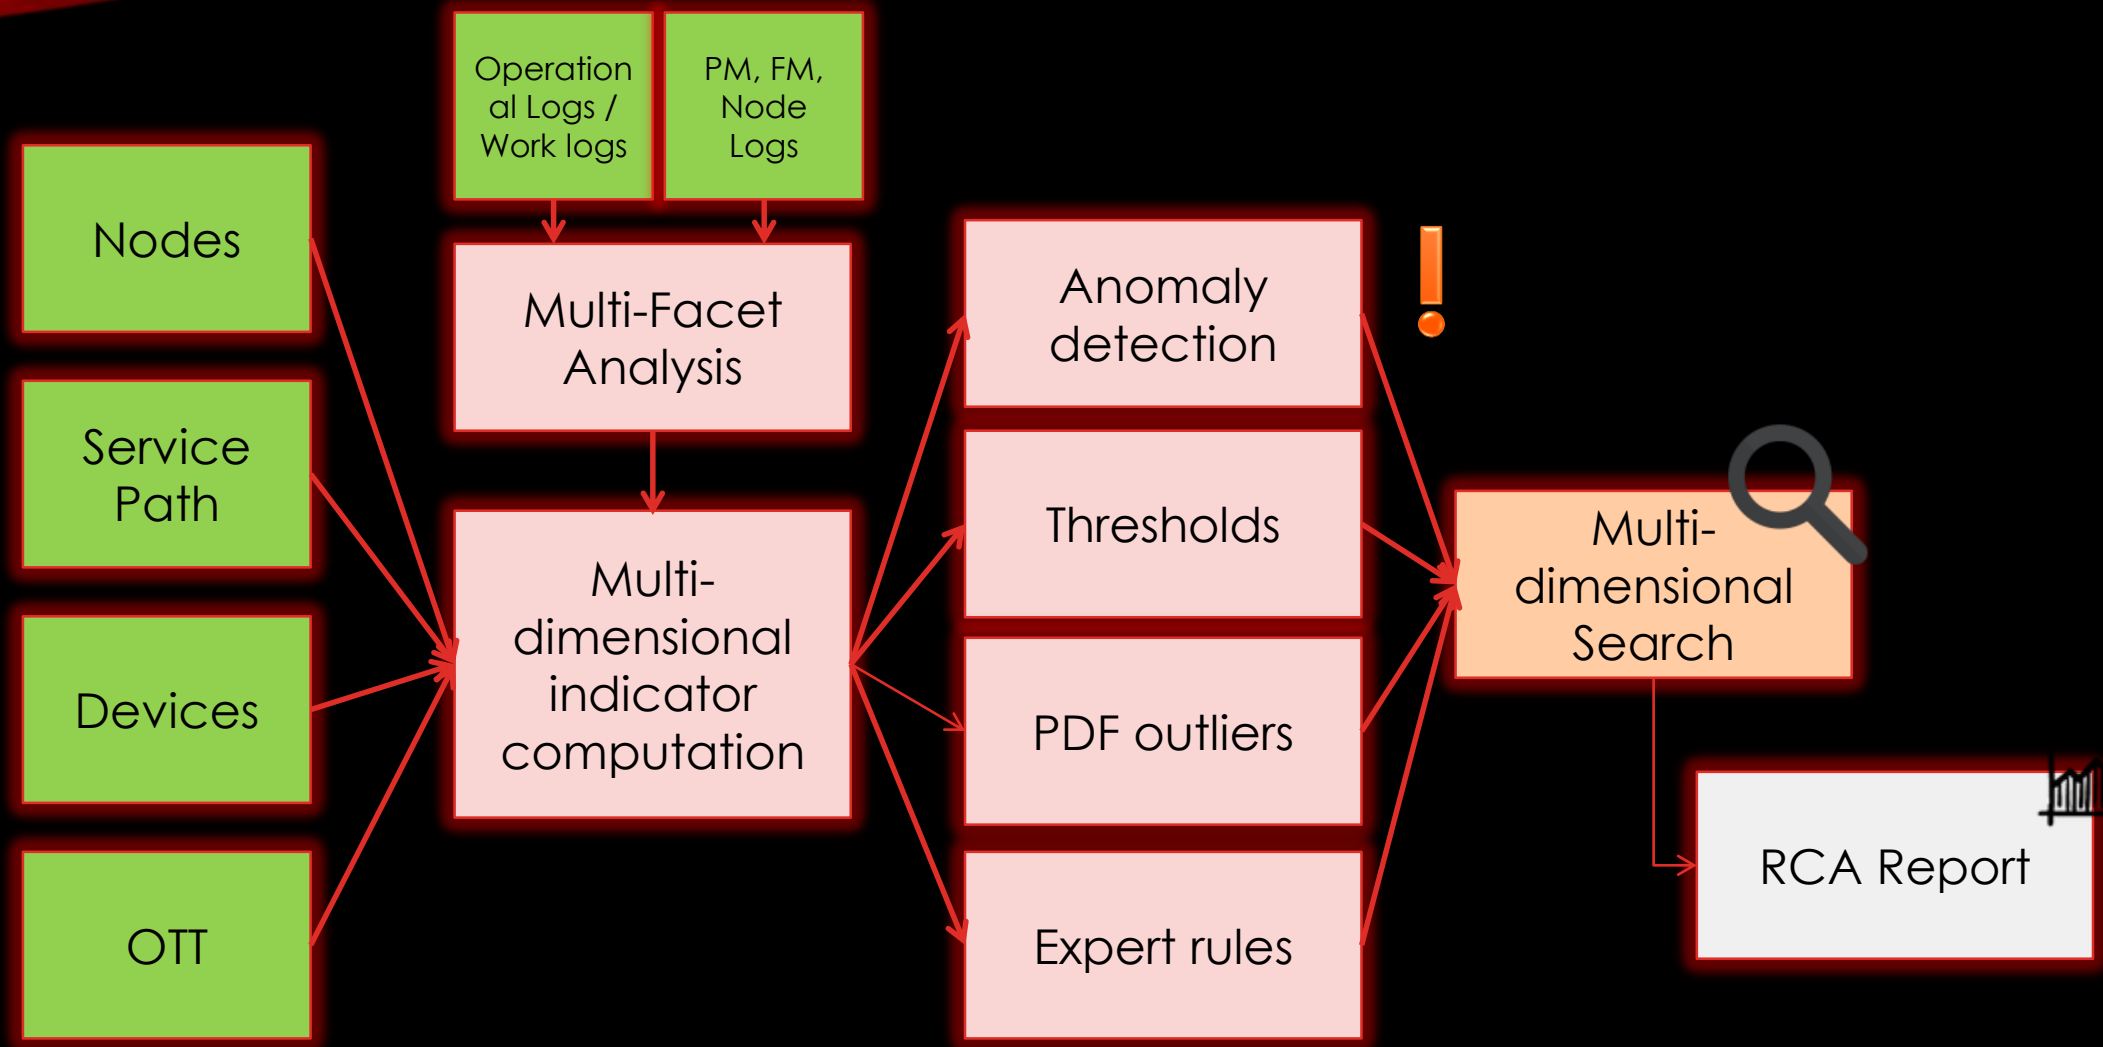 Operation
al Logs /
Work logs
PM, FM,
Node
Logs
Nodes
Service
Path
Devices
OTT
Multi-Facet
Analysis
Multi-
dimensional
indicator
computation
Anomaly
detection
Thresholds
PDF outliers
Expert rules
Multi-
dimensional
Search
RCA Report